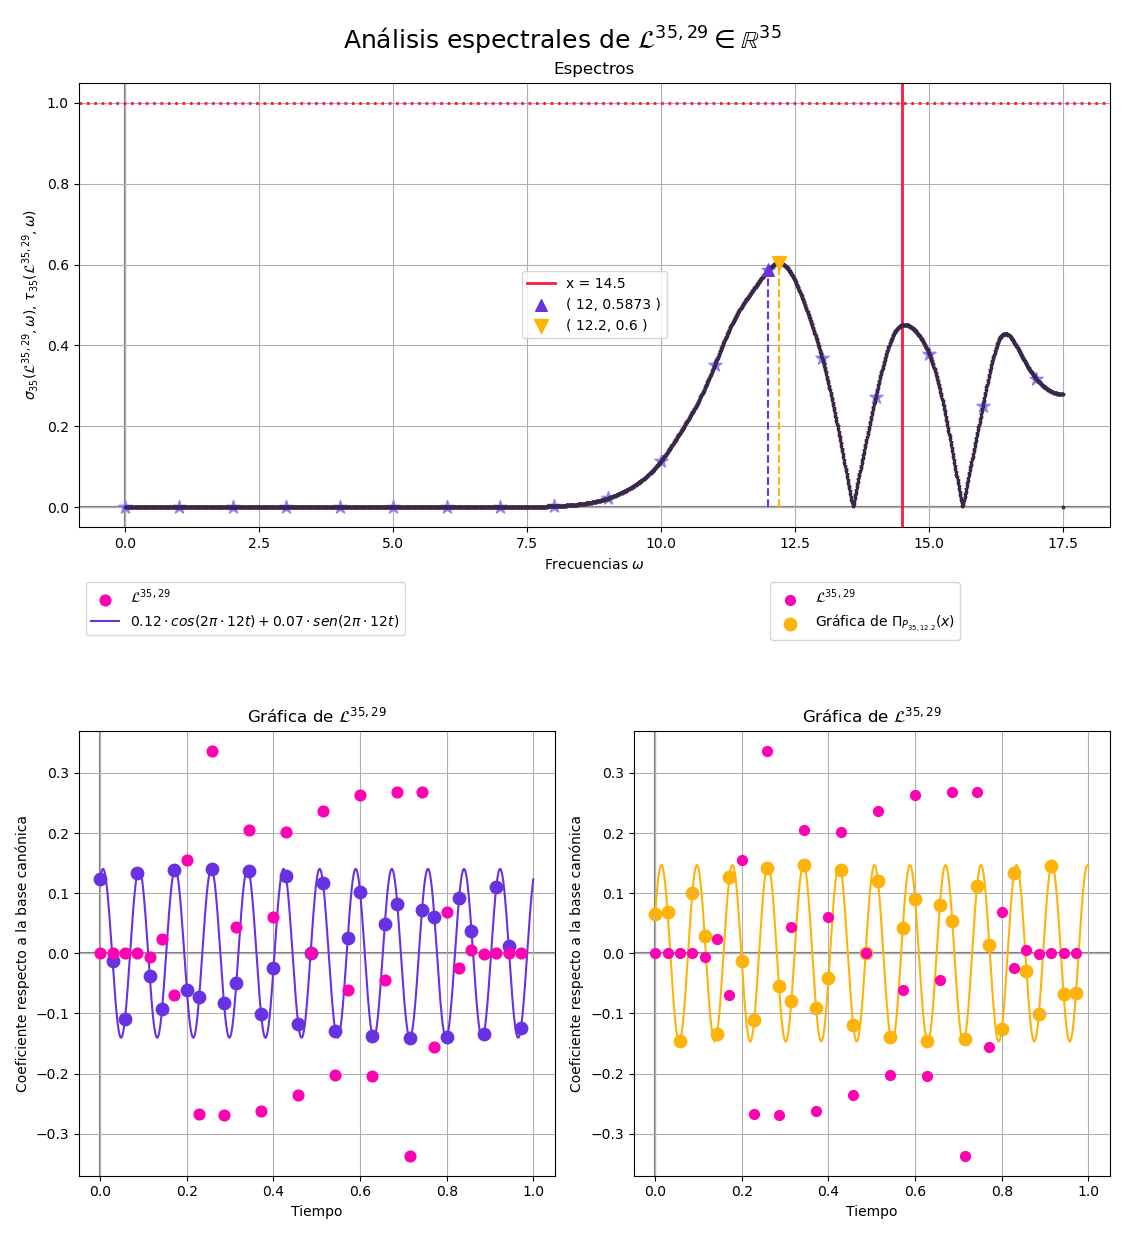 Análisis espectrales de 𝓛^{35,29} ∈ ℝ^{35}
Espectros
1.0
0.8
0.6
0.4
0.2
0.0
σ_{35}(𝓛^{35,29}, ω), τ_{35}(𝓛^{35,29}, ω)
x = 14.5
( 12, 0.5873 )
( 12.2, 0.6 )
0.0 2.5 5.0 7.5 10.0 12.5 15.0 17.5
Frecuencias ω
𝓛^{35,29}
0.12 · cos(2π · 12t) + 0.07 · sen(2π · 12t)
𝓛^{35,29}
Gráfica de Π_{P_{35,12.2}}(x)
Gráfica de 𝓛^{35,29}
0.3
0.2
0.1
0.0
−0.1
−0.2
−0.3
Coeficiente respecto a la base canónica
0.0 0.2 0.4 0.6 0.8 1.0
Tiempo
Gráfica de 𝓛^{35,29}
0.3
0.2
0.1
0.0
−0.1
−0.2
−0.3
Coeficiente respecto a la base canónica
0.0 0.2 0.4 0.6 0.8 1.0
Tiempo